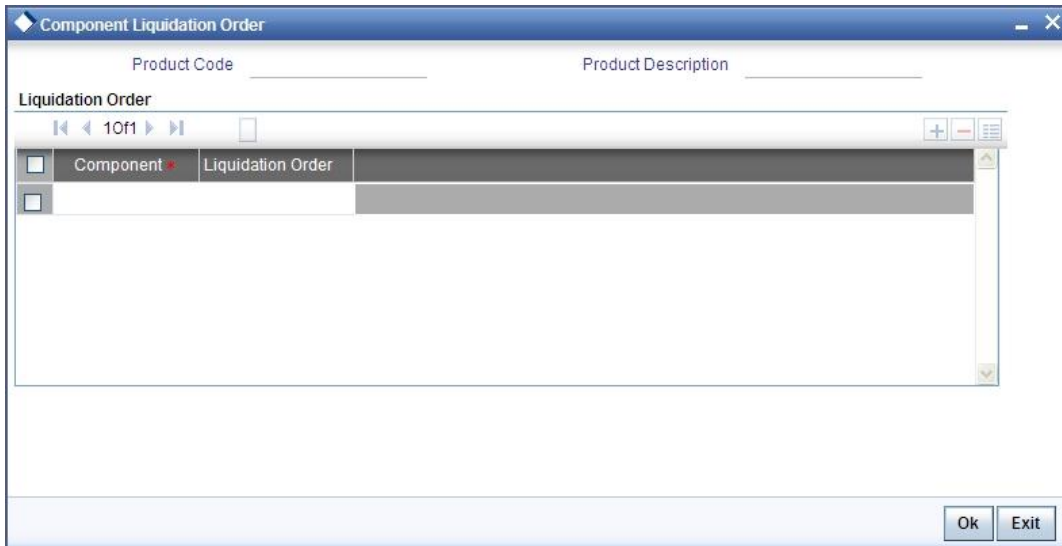 Component Liquidation Order
Product Code Product Description
Liquidation Order
1Of1
Component * Liquidation Order
Ok Exit